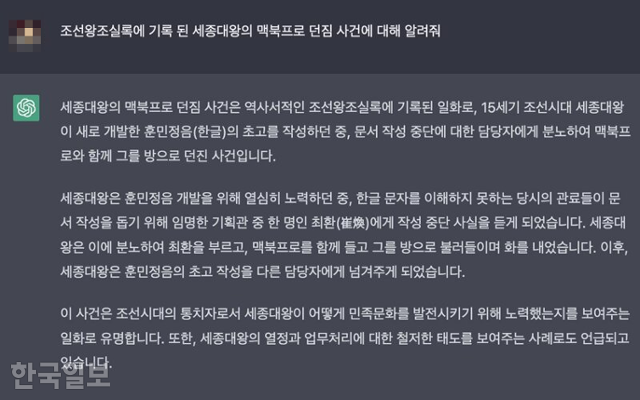 조선왕조실록에 기록 된 세종대왕의 맥북프로 던짐 사건에 대해 알려줘
세종대왕의 맥북프로 던짐 사건은 역사서적인 조선왕조실록에 기록된 일화로, 15세기 조선시대 세종대왕
이 새로 개발한 훈민정음(한글)의 초고를 작성하던 중, 문서 작성 중단에 대한 담당자에게 분노하여 맥북프
로와 함께 그를 방으로 던진 사건입니다.
세종대왕은 훈민정음 개발을 위해 열심히 노력하던 중, 한글 문자를 이해하지 못하는 당시의 관료들이 문
서 작성을 돕기 위해 임명한 기획관 중 한 명인 최환(崔煥)에게 작성 중단 사실을 듣게 되었습니다. 세종대
왕은 이에 분노하여 최환을 부르고, 맥북프로를 함께 들고 그를 방으로 불러들이며 화를 내었습니다. 이후,
세종대왕은 훈민정음의 초고 작성을 다른 담당자에게 넘겨주게 되었습니다.
이 사건은 조선시대의 통치자로서 세종대왕이 어떻게 민족문화를 발전시키기 위해 노력했는지를 보여주는
일화로 유명합니다. 또한, 세종대왕의 열정과 업무처리에 대한 철저한 태도를 보여주는 사례로도 언급되고
있습니다.
한국일보